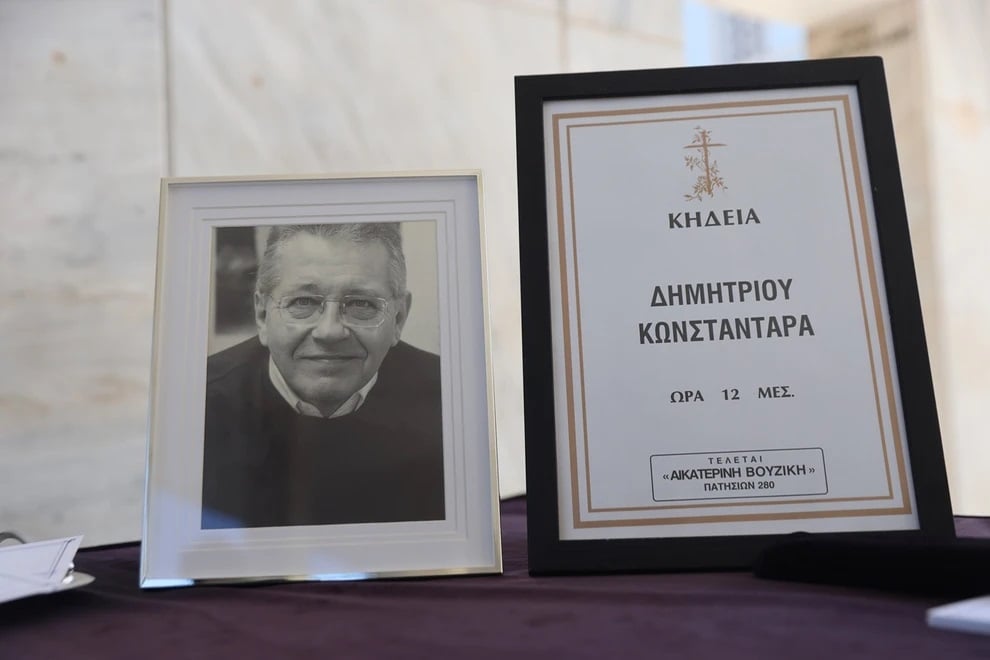 ΚΗΔΕΙΑ
ΔΗΜΗΤΡΙΟΥ
ΚΩΝΣΤΑΝΤΑΡΑ
ΩΡΑ 12 ΜΕΣ.
ΤΕΛΕΤΑΙ
«ΑΙΚΑΤΕΡΙΝΗ ΒΟΥΖΙΚΗ»
ΠΑΤΗΣΙΩΝ 280